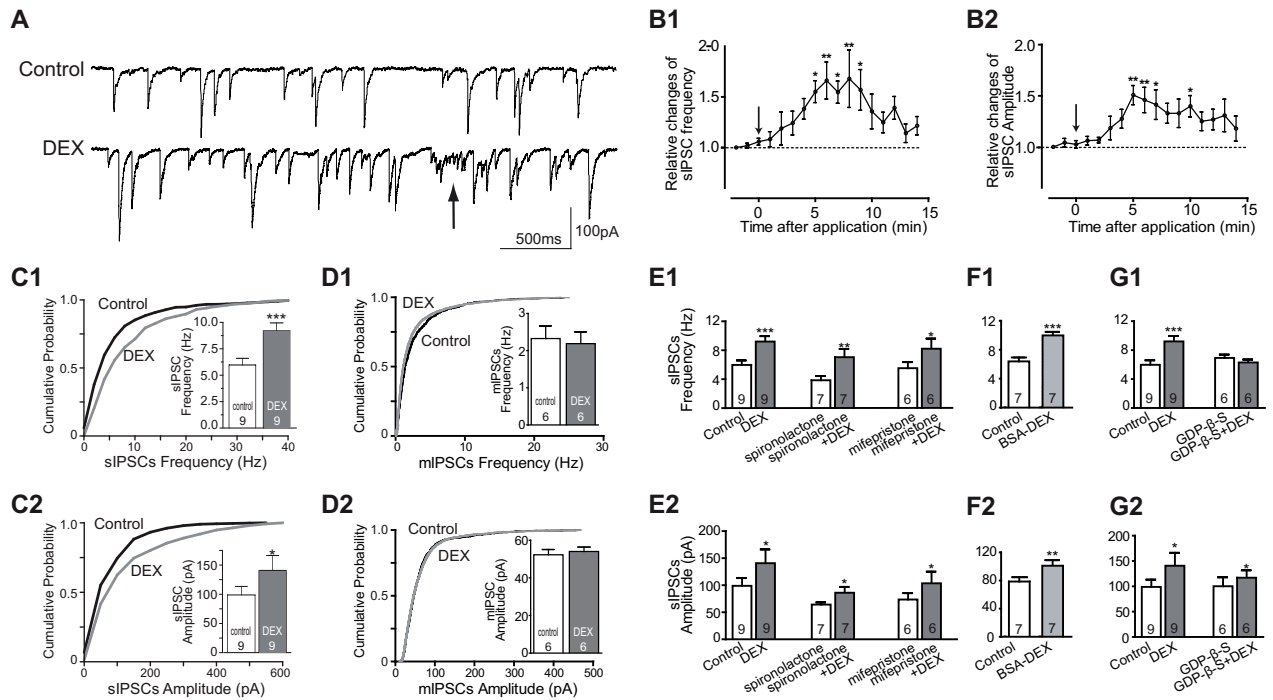 A
Control
DEX
500ms
100pA
B1
Relative changes of
sIPSC frequency
2-0
1.5
1.0
0
5
10
15
Time after application (min)
*
**
*
**
*
B2
Relative changes of
sIPSC Amplitude
2.0
1.5
1.0
0
5
10
15
Time after application (min)
**
**
*
*
C1
Cumulative Probability
1.0
0.5
0
Control
DEX
0
10
20
30
40
sIPSCs Frequency (Hz)
sIPSC
Frequency (Hz)
10.0
7.5
5.0
2.5
0.0
***
control
9
DEX
9
D1
Cumulative Probability
1.0
0.5
0
DEX
Control
0
10
20
30
mIPSCs Frequency (Hz)
mIPSCs
Frequency (Hz)
3
2
1
0
control
6
DEX
6
E1
sIPSCs
Frequency (Hz)
12
8
4
0
***
**
*
9
9
7
7
6
6
Control
DEX
spironolactone
spironolactone
+DEX
mifepristone
mifepristone
+DEX
F1
12
8
4
0
***
7
7
Control
BSA-DEX
G1
12
8
4
0
***
9
9
6
6
Control
DEX
GDP-β-S
GDP-β-S+DEX
C2
Cumulative Probability
1.0
0.5
0
Control
DEX
0
200
400
600
sIPSCs Amplitude (pA)
sIPSC
Amplitude (pA)
150
100
50
0
*
control
9
DEX
9
D2
Cumulative Probability
1.0
0.5
0
Control
DEX
0
100
200
300
400
500
mIPSCs Amplitude (pA)
mIPSC
Amplitude (pA)
60
40
20
0
control
6
DEX
6
E2
sIPSCs
Amplitude (pA)
200
150
100
50
0
*
*
*
9
9
7
7
6
6
Control
DEX
spironolactone
spironolactone
+DEX
mifepristone
mifepristone
+DEX
F2
120
80
40
0
**
7
7
Control
BSA-DEX
G2
200
150
100
50
0
*
*
9
9
6
6
Control
DEX
GDP-β-S
GDP-β-S+DEX